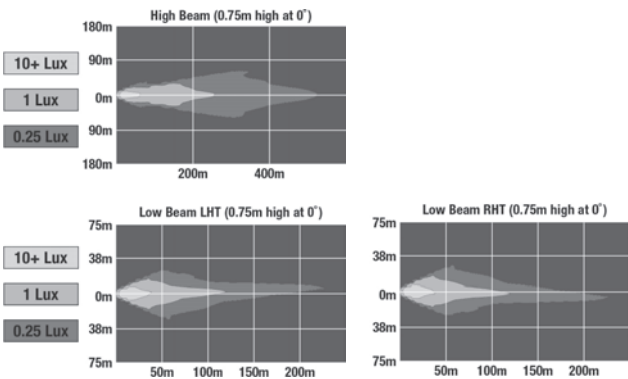 High Beam (0.75m high at 0˚)
180m
90m
0m
90m
180m
200m 400m
10+ Lux
1 Lux
0.25 Lux
Low Beam LHT (0.75m high at 0˚)
75m
38m
0m
38m
75m
50m 100m 150m 200m
10+ Lux
1 Lux
0.25 Lux
Low Beam RHT (0.75m high at 0˚)
75m
38m
0m
38m
75m
50m 100m 150m 200m